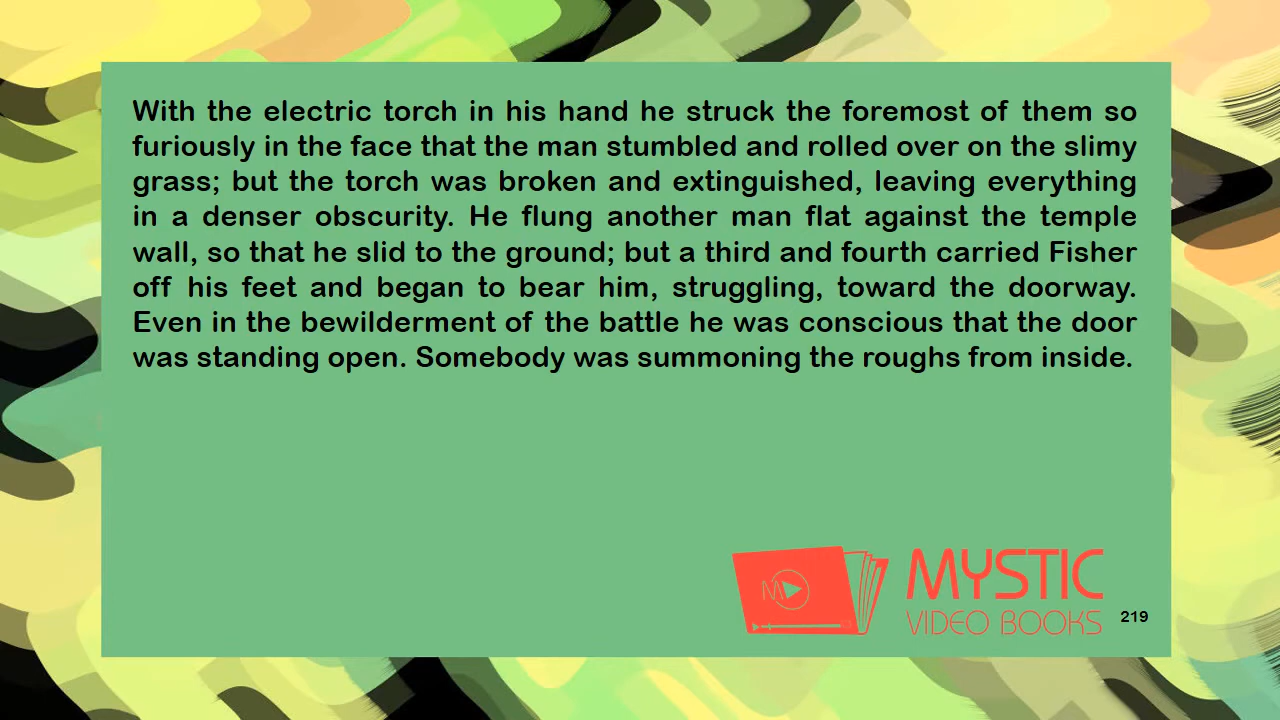 With the electric torch in his hand he struck the foremost of them so
furiously in the face that the man stumbled and rolled over on the slimy
grass; but the torch was broken and extinguished, leaving everything
in a denser obscurity. He flung another man flat against the temple
wall, so that he slid to the ground; but a third and fourth carried Fisher
off his feet and began to bear him, struggling, toward the doorway.
Even in the bewilderment of the battle he was conscious that the door
was standing open. Somebody was summoning the roughs from inside.
M
MYSTIC
VIDEO BOOKS
219